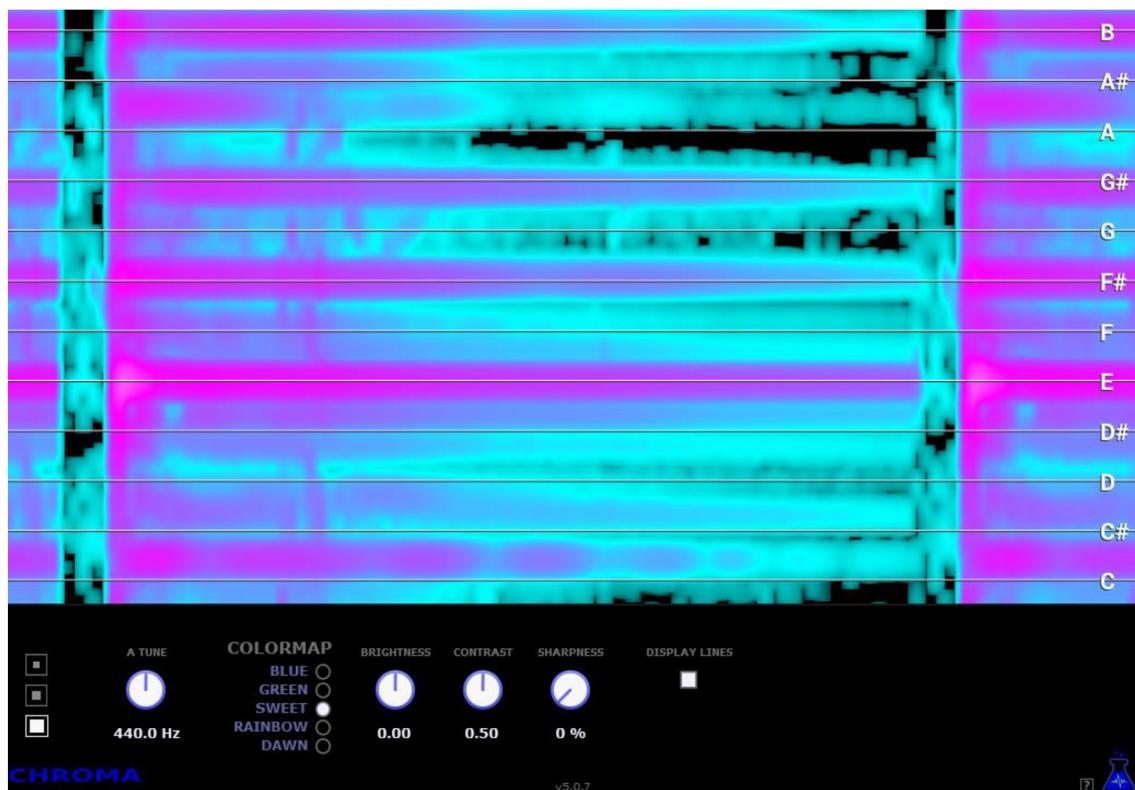 B
A#
A
G#
G
F#
F
E
D#
D
C#
C
A TUNE
440.0 Hz
COLORMAP
BLUE
GREEN
SWEET
RAINBOW
DAWN
BRIGHTNESS
0.00
CONTRAST
0.50
SHARPNESS
0 %
DISPLAY LINES
CHROMA
v5.0.7
?